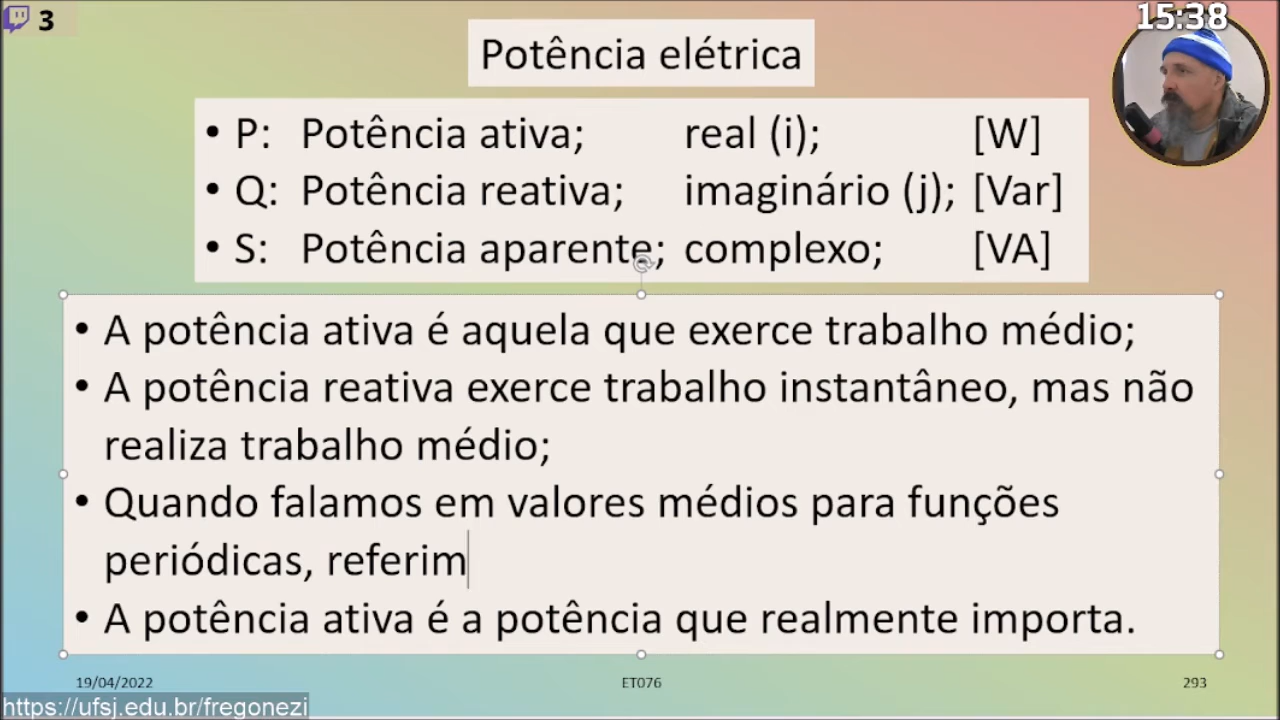 3
15:38
Potência elétrica
• P: Potência ativa; real (i); [W]
• Q: Potência reativa; imaginário (j); [Var]
• S: Potência aparente; complexo; [VA]
• A potência ativa é aquela que exerce trabalho médio;
• A potência reativa exerce trabalho instantâneo, mas não
realiza trabalho médio;
• Quando falamos em valores médios para funções
periódicas, referim
• A potência ativa é a potência que realmente importa.
19/04/2022 ET076 293
https://ufsj.edu.br/fregonezi